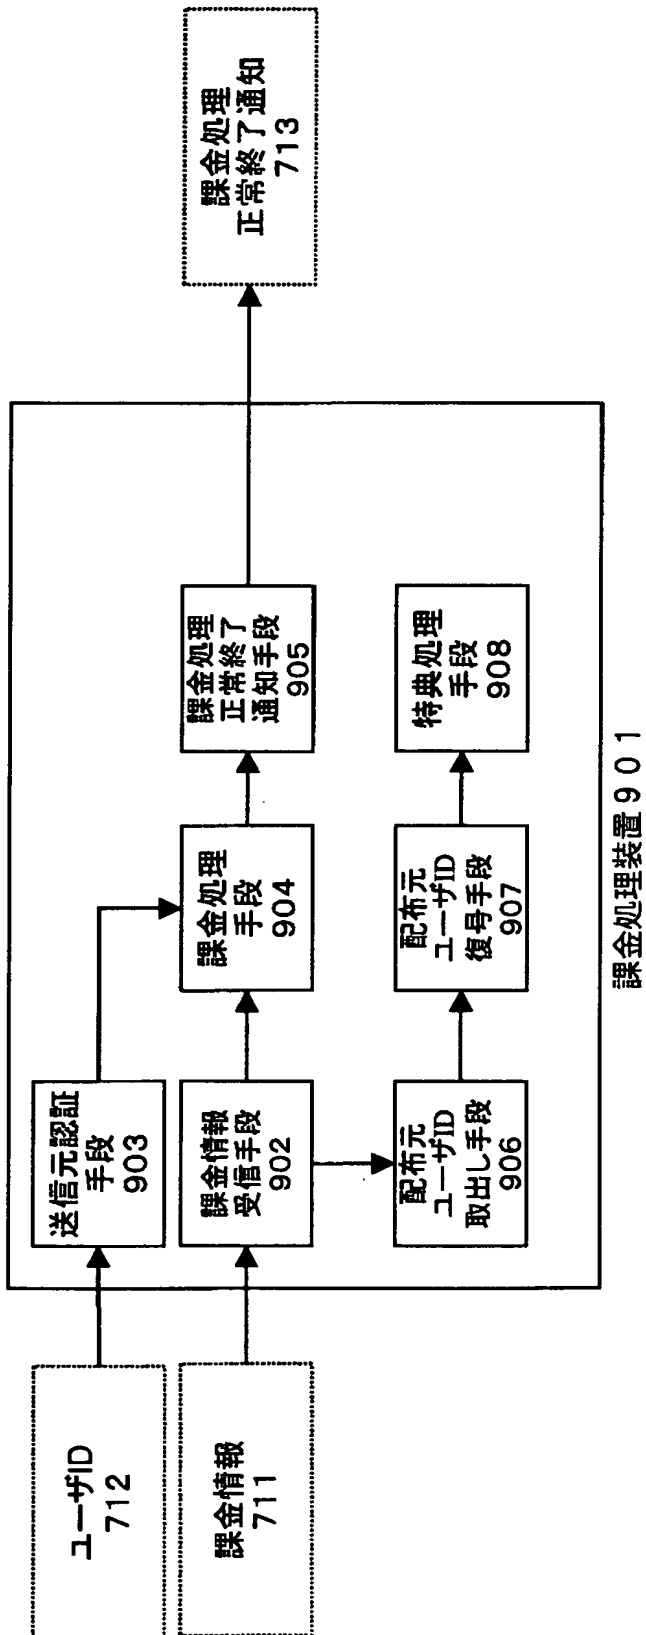 ユーザID
712
課金情報
711
送信元認証
手段
903
課金情報
受信手段
902
課金処理
手段
904
課金処理
正常終了
通知手段
905
配布元
ユーザID
取出し手段
906
配布元
ユーザID
復号手段
907
特典処理
手段
908
課金処理
正常終了通知
713
課金処理装置901